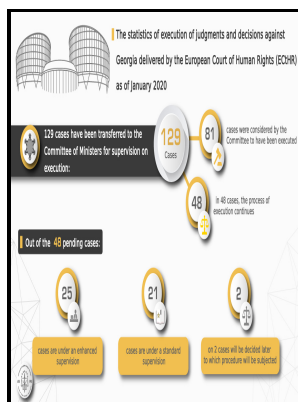 The statistics of execution of judgments and decisions against
Georgia delivered by the European Court of Human Rights (ECtHR)
as of January 2020
129 cases have been transferred to the
Committee of Ministers for supervision on
execution:
129
Cases
81
cases were considered by the
Committee to have been executed
48
In 48 cases, the process of
execution continues
Out of the 48 pending cases:
25
21
2
cases are under an enhanced
supervision
cases are under a standard
supervision
on 2 cases will be decided later
to which procedure will be subjected